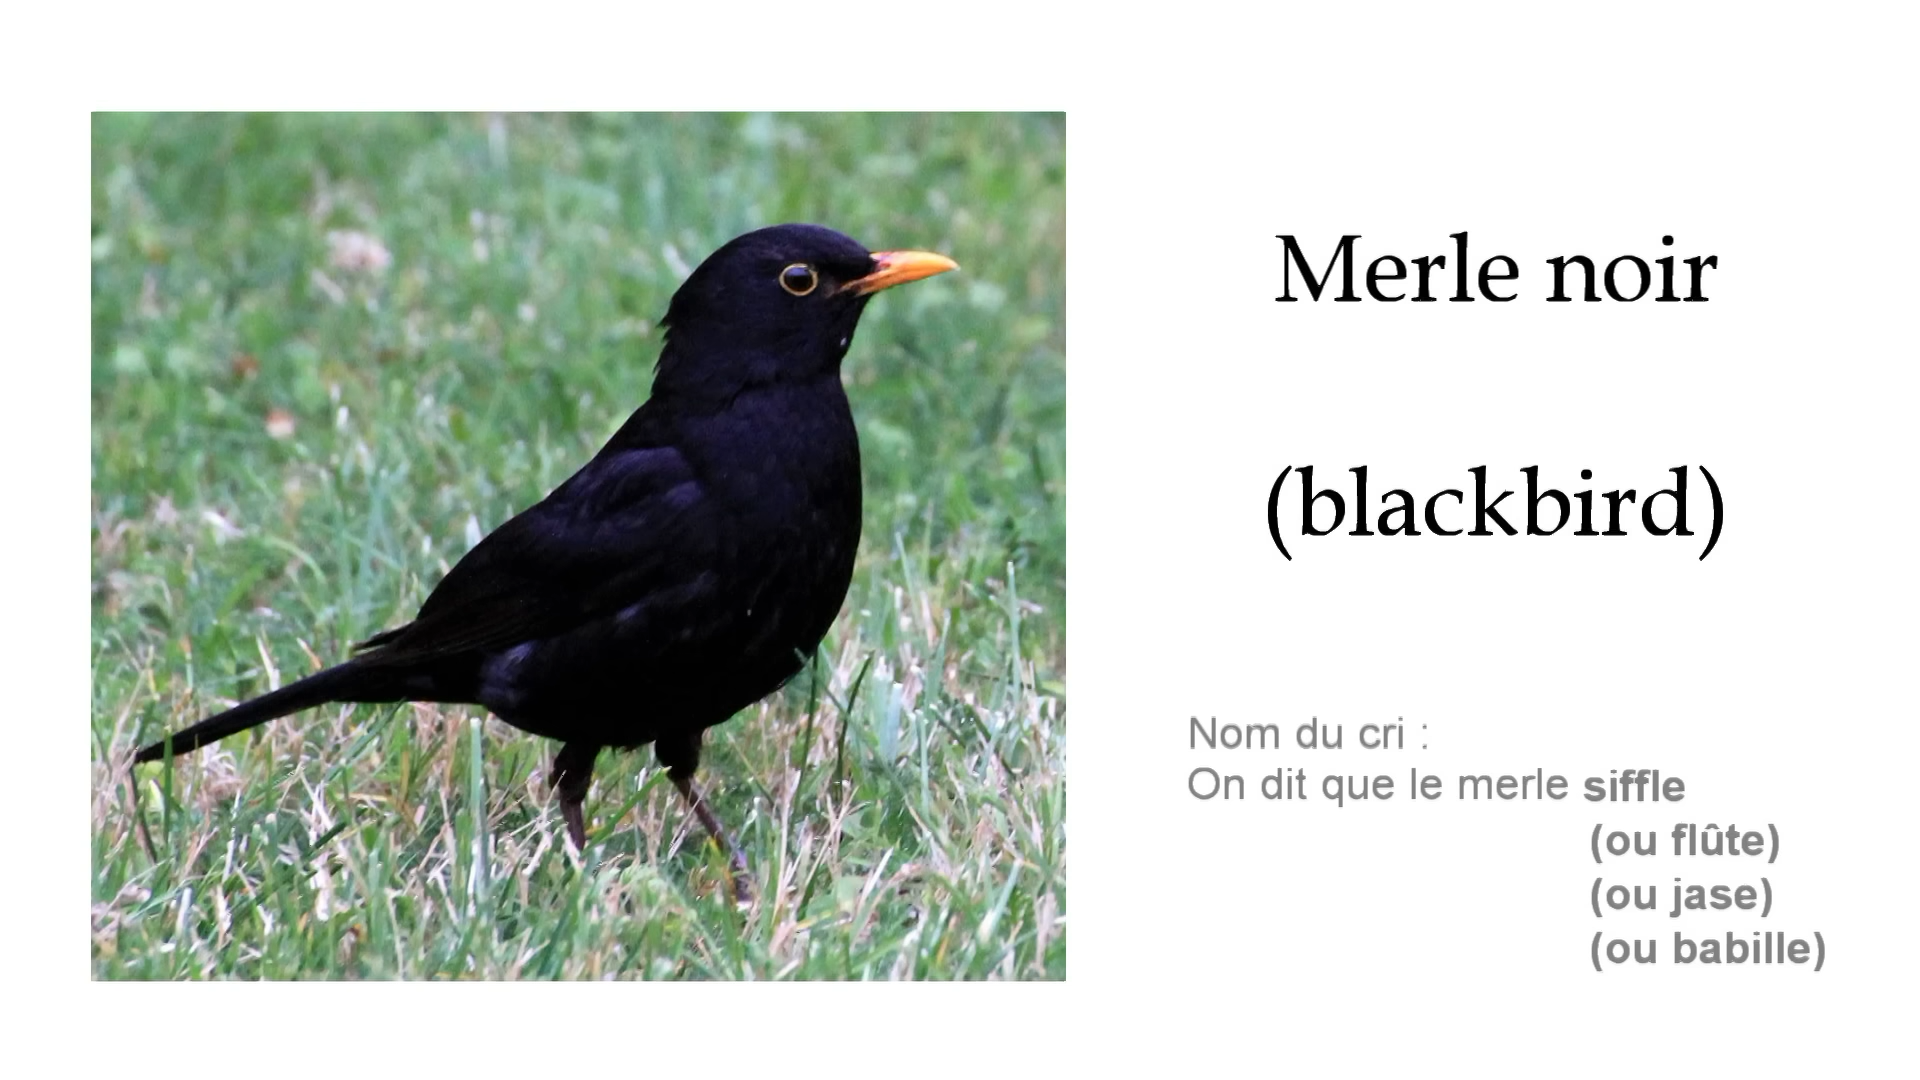 Merle noir
(blackbird)
Nom du cri :
On dit que le merle siffle
(ou flûte)
(ou jase)
(ou babille)